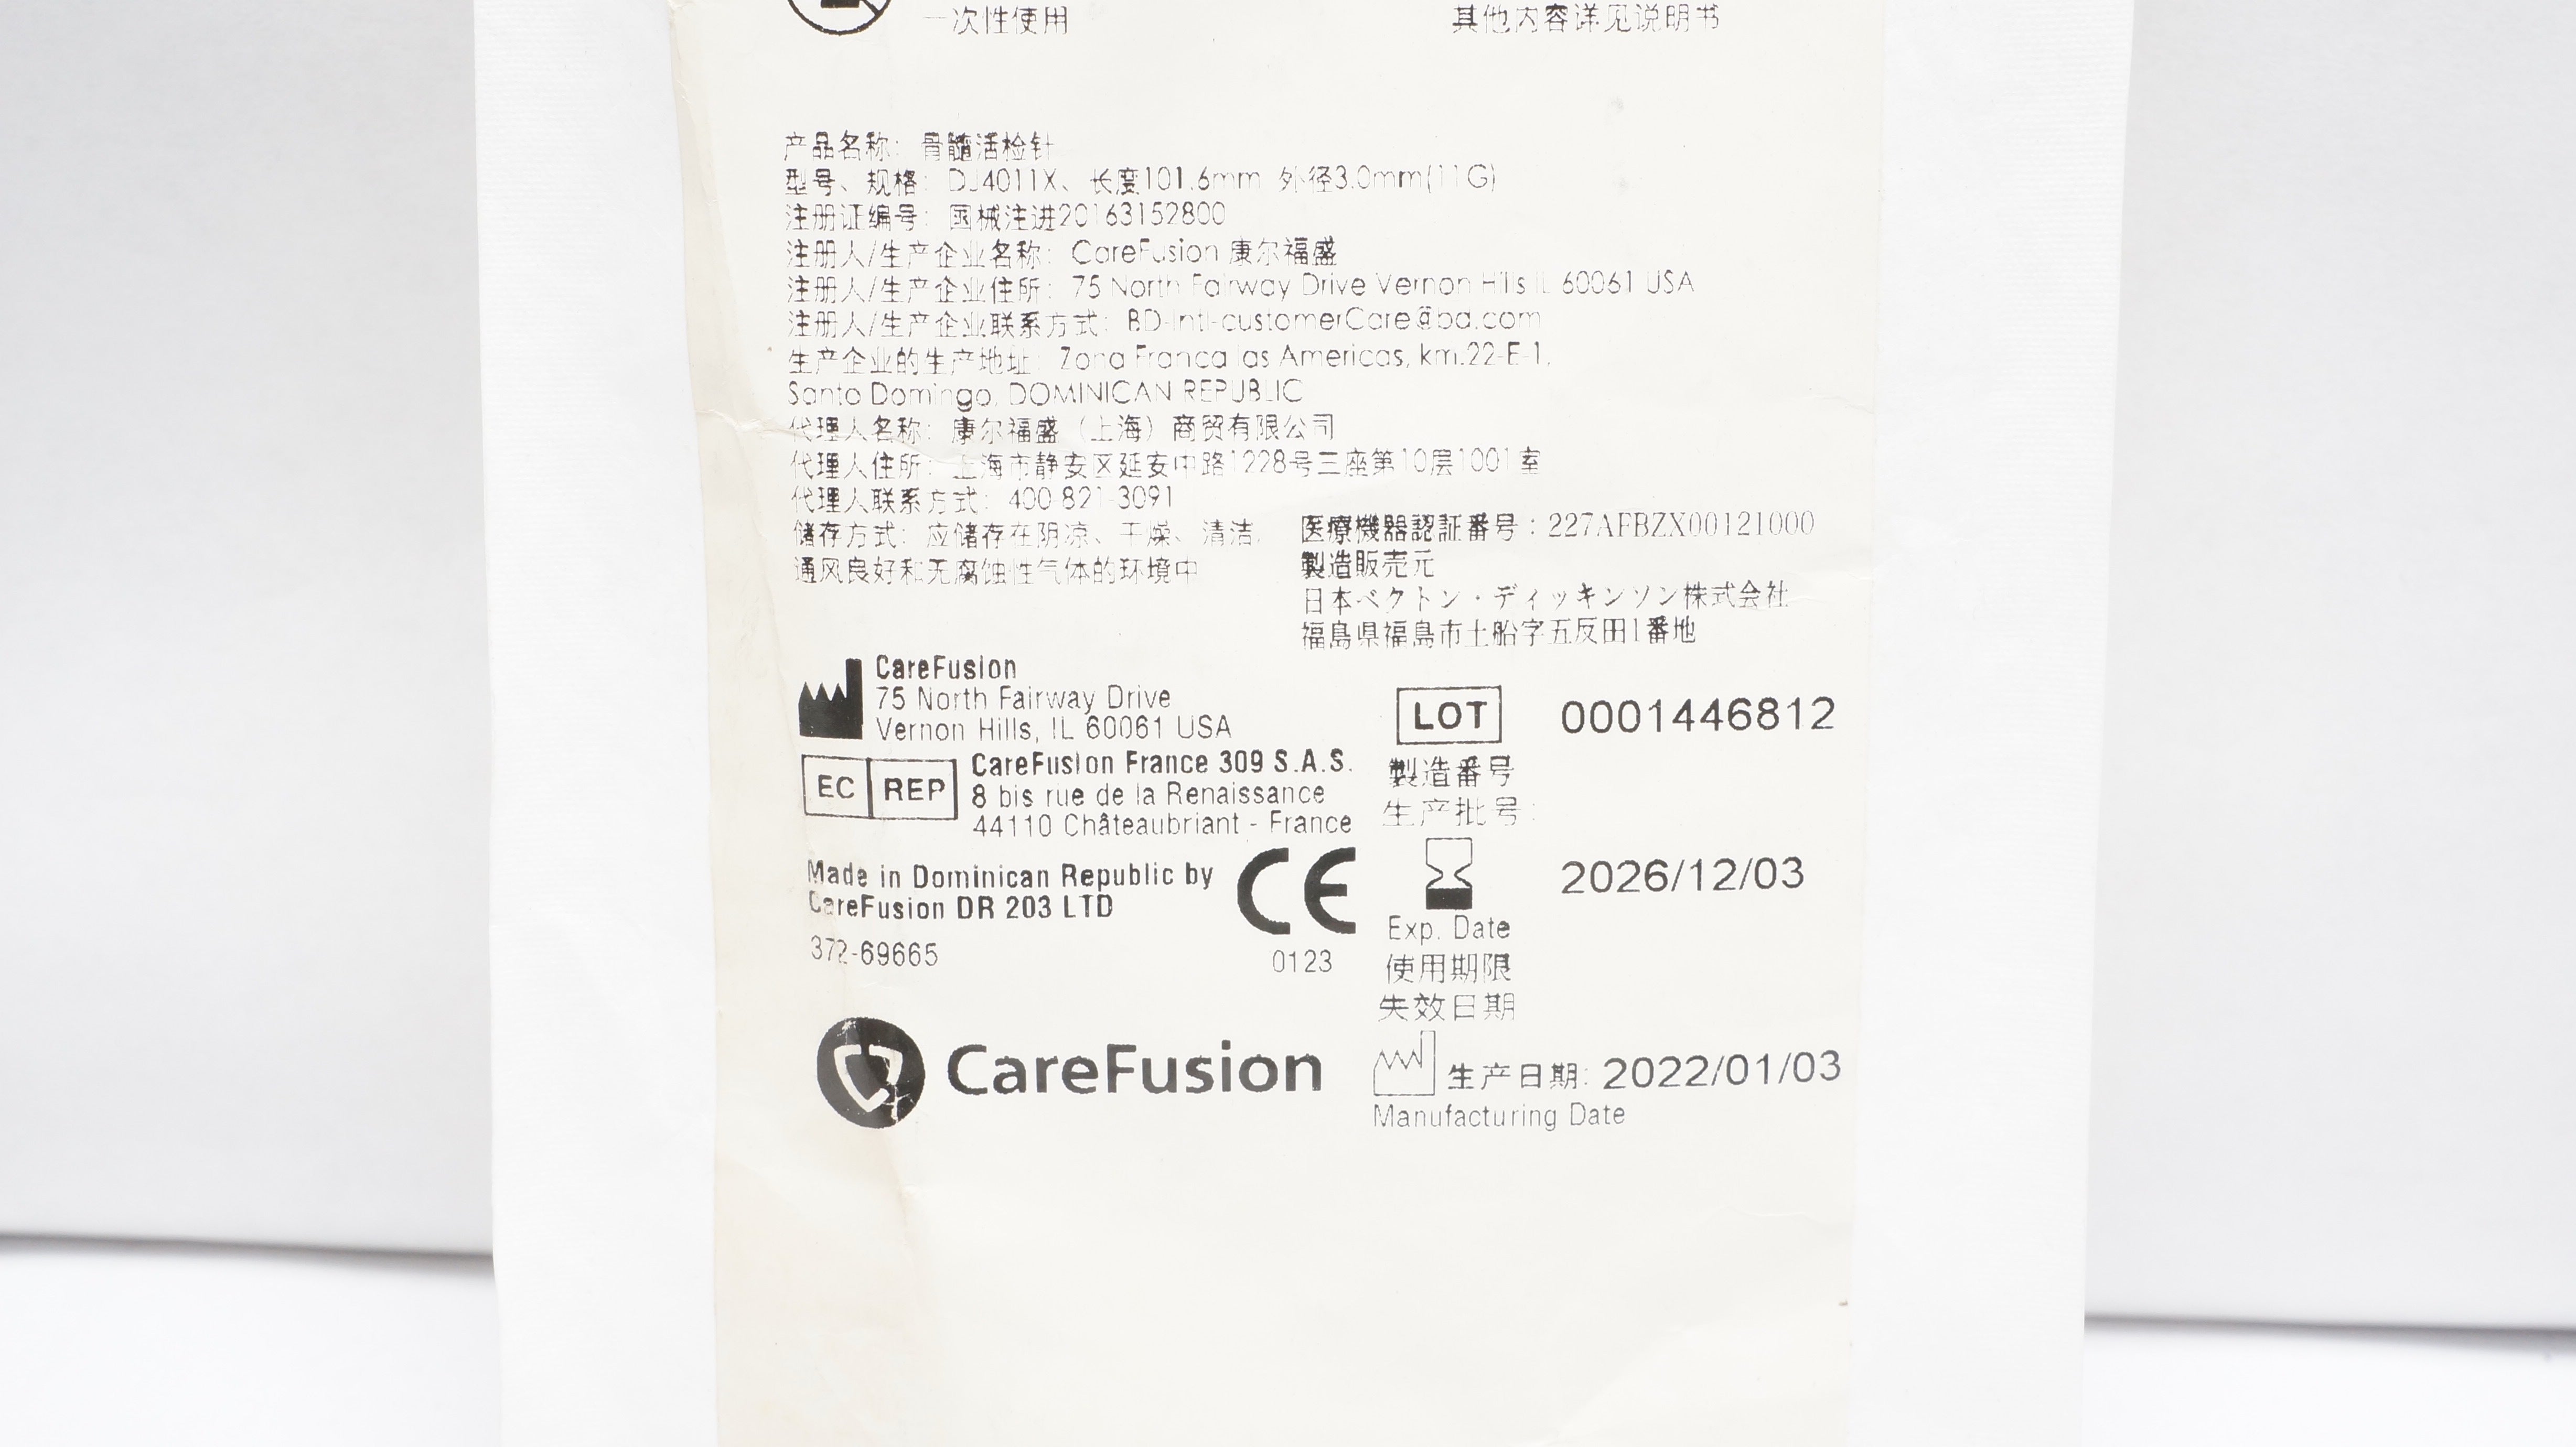 一次性使用
其他内容详见说明书
产品名称：骨髓活检针
型号、规格：DJ4011X、长度101.6mm 外径3.0mm(11G)
注册证编号：国械注进20163152800
注册人/生产企业名称：CareFusion 康尔福盛
注册人/生产企业住所：75 North Fairway Drive Vernon Hills IL 60061 USA
注册人/生产企业联系方式：BD-Intl-customerCare@bd.com
生产企业的生产地址：Zona Franca las Americas, km.22-E-1,
Santo Domingo, DOMINICAN REPUBLIC
代理人名称：康尔福盛（上海）商贸有限公司
代理人住所：上海市静安区延安中路1228号三座第10层1001室
代理人联系方式：400-821-3091
储存方式：应储存在阴凉、干燥、清洁，
通风良好和无腐蚀性气体的环境中
医療機器認証番号：227AFBZX00121000
製造販売元
日本ベクトン・ディッキンソン株式会社
福島県福島市土船字五反田1番地
CareFusion
75 North Fairway Drive
Vernon Hills, IL 60061 USA
EC REP
CareFusion France 309 S.A.S.
8 bis rue de la Renaissance
44110 Châteaubriant - France
Made in Dominican Republic by
CareFusion DR 203 LTD
372-69665
CE
0123
CareFusion
LOT 0001446812
製造番号
生产批号:
2026/12/03
Exp. Date
使用期限
失效日期
生产日期: 2022/01/03
Manufacturing Date